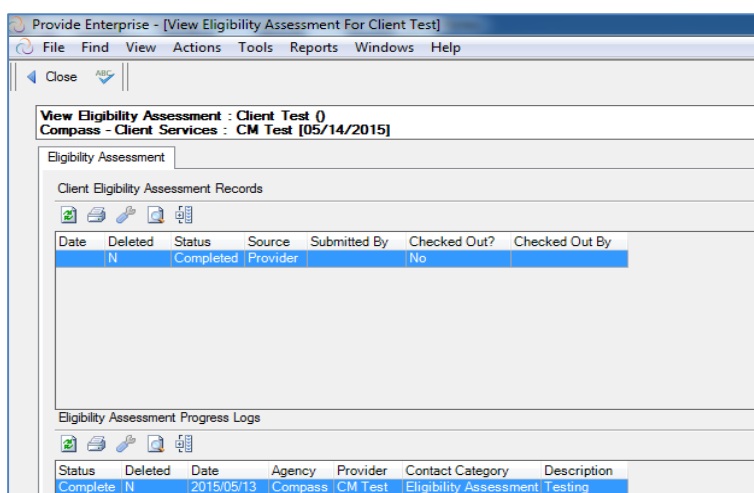 Provide Enterprise - [View Eligibility Assessment For Client Test]
File Find View Actions Tools Reports Windows Help
Close ABC
View Eligibility Assessment : Client Test ()
Compass - Client Services : CM Test [05/14/2015]
Eligibility Assessment
Client Eligibility Assessment Records
Date Deleted Status Source Submitted By Checked Out? Checked Out By
N Completed Provider No
Eligibility Assessment Progress Logs
Status Deleted Date Agency Provider Contact Category Description
Complete N 2015/05/13 Compass CM Test Eligibility Assessment Testing